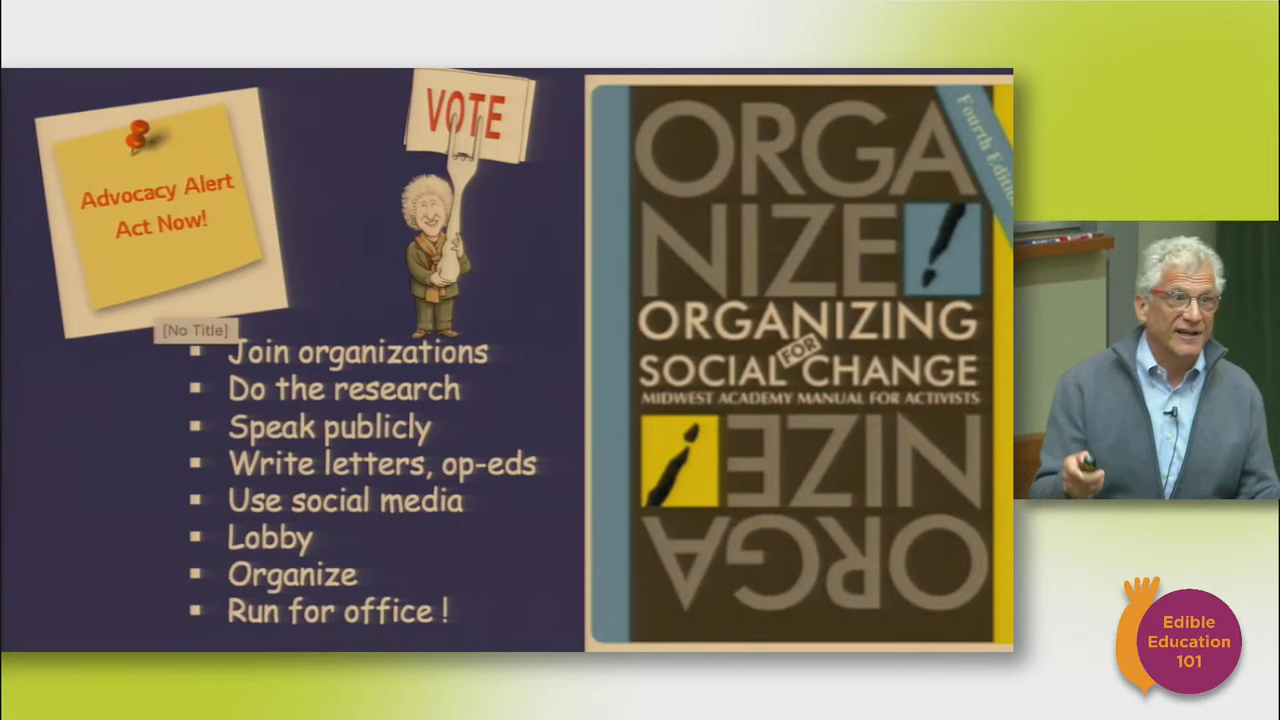 Advocacy Alert
Act Now!
VOTE
[No Title]
▪ Join organizations
▪ Do the research
▪ Speak publicly
▪ Write letters, op-eds
▪ Use social media
▪ Lobby
▪ Organize
▪ Run for office !
Fourth Edition
ORGA
NIZE
ORGANIZING
FOR
SOCIAL CHANGE
MIDWEST ACADEMY MANUAL FOR ACTIVISTS
NIZE
ORGA
Edible
Education
101